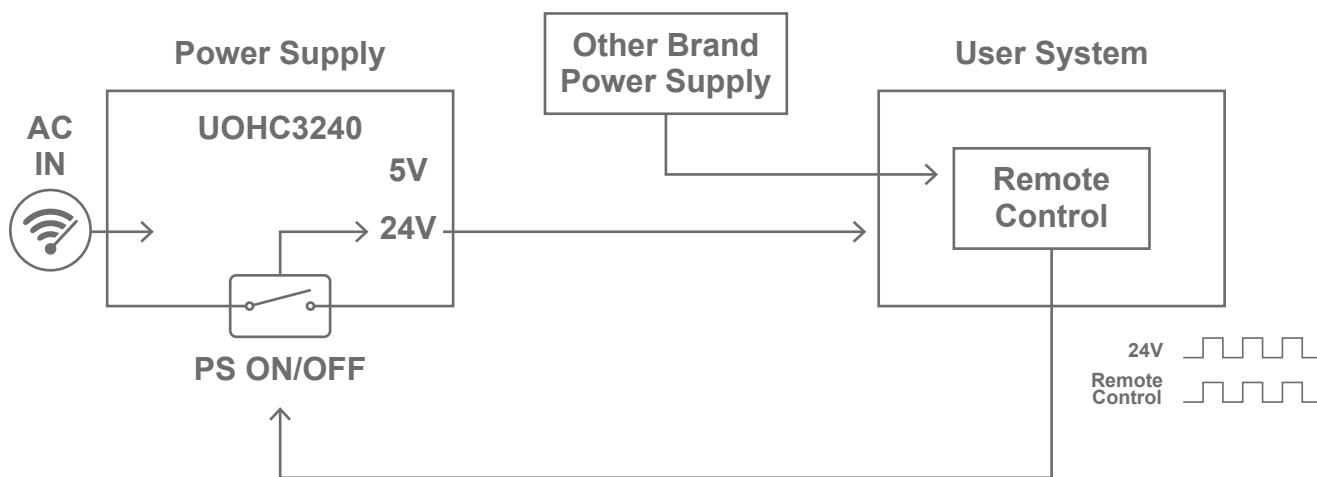 Power Supply
Other Brand
Power Supply
User System
AC
IN
UOHC3240
5V
24V
Remote
Control
PS ON/OFF
24V
Remote
Control